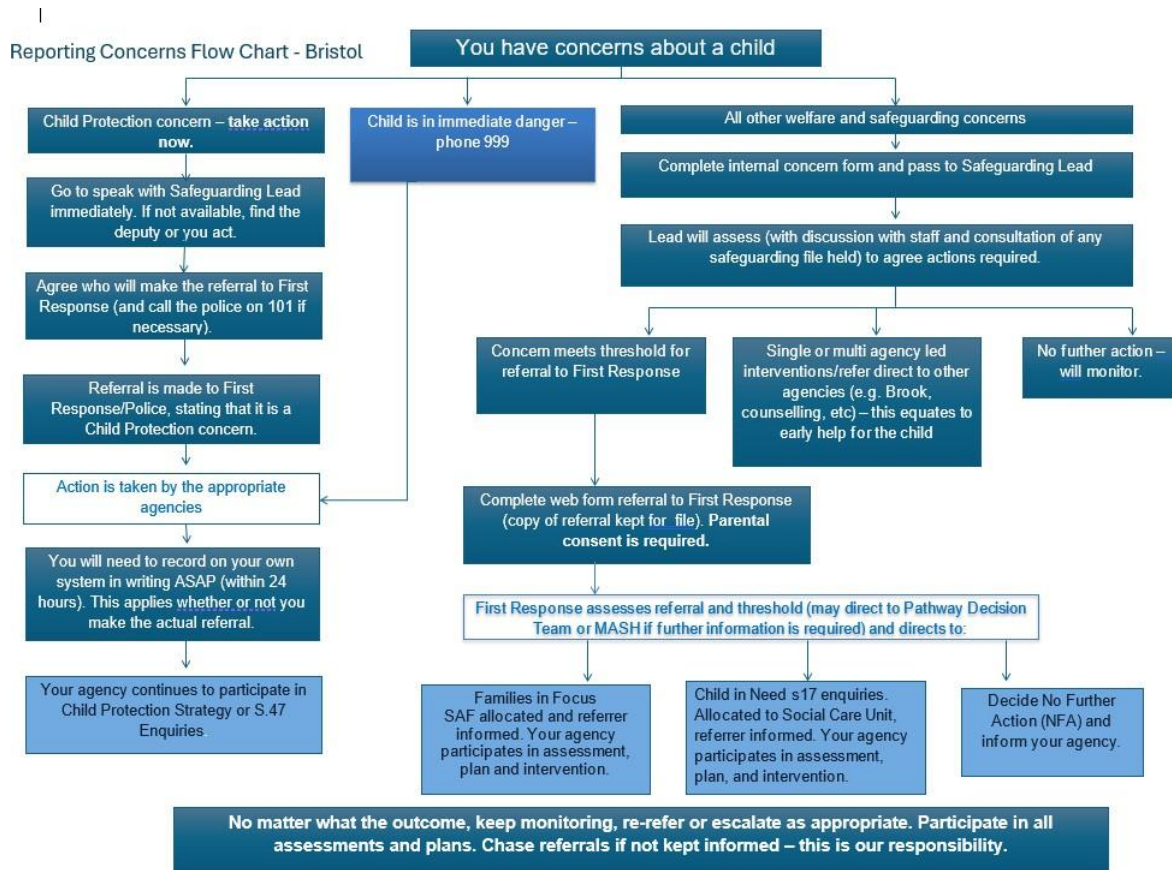 Reporting Concerns Flow Chart - Bristol
You have concerns about a child
Child Protection concern – take action
now.
Go to speak with Safeguarding Lead
immediately. If not available, find the
deputy or you act.
Agree who will make the referral to First
Response (and call the police on 101 if
necessary).
Referral is made to First
Response/Police, stating that it is a
Child Protection concern.
Action is taken by the appropriate
agencies
You will need to record on your own
system in writing ASAP (within 24
hours). This applies whether or not you
make the actual referral.
Your agency continues to participate in
Child Protection Strategy or S.47
Enquiries.
Child is in immediate danger –
phone 999
All other welfare and safeguarding concerns
Complete internal concern form and pass to Safeguarding Lead
Lead will assess (with discussion with staff and consultation of any
safeguarding file held) to agree actions required.
Concern meets threshold for
referral to First Response
Single or multi agency led
interventions/refer direct to other
agencies (e.g. Brook,
counselling, etc) – this equates to
early help for the child
No further action –
will monitor.
Complete web form referral to First Response
(copy of referral kept for file). Parental
consent is required.
First Response assesses referral and threshold (may direct to Pathway Decision
Team or MASH if further information is required) and directs to:
Families in Focus
SAF allocated and referrer
informed. Your agency
participates in assessment,
plan and intervention.
Child in Need s17 enquiries.
Allocated to Social Care Unit,
referrer informed. Your agency
participates in assessment,
plan, and intervention.
Decide No Further
Action (NFA) and
inform your agency.
No matter what the outcome, keep monitoring, re-refer or escalate as appropriate. Participate in all
assessments and plans. Chase referrals if not kept informed – this is our responsibility.